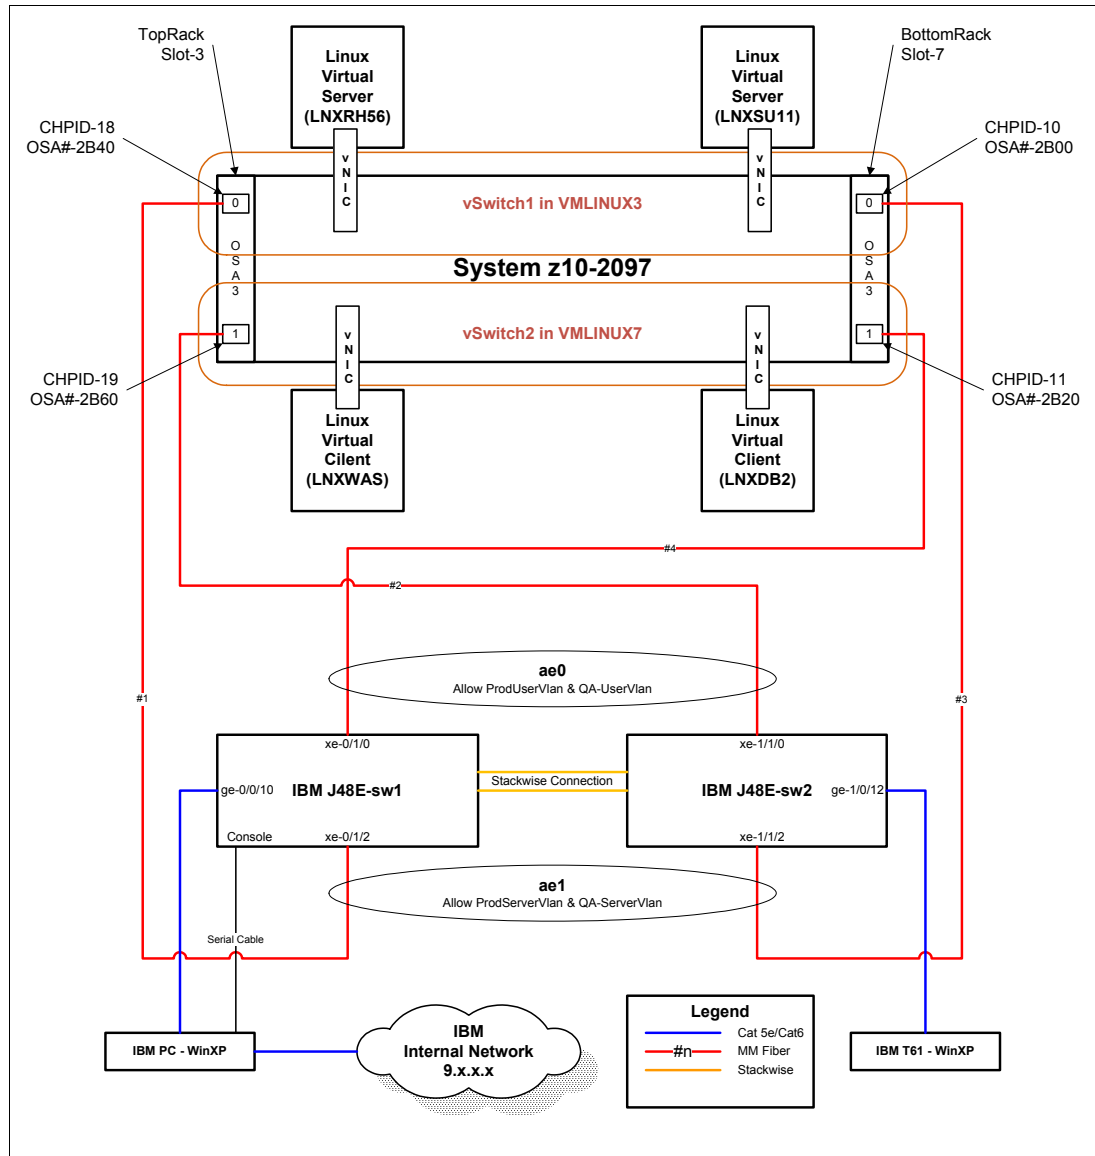 TopRack
Slot-3
Linux
Virtual
Server
(LNXRH56)
Linux
Virtual
Server
(LNXSU11)
BottomRack
Slot-7
CHPID-18
OSA#-2B40
CHPID-10
OSA#-2B00
vNIC
vNIC
0
vSwitch1 in VMLINUX3
0
OSA3
System z10-2097
OSA3
1
vSwitch2 in VMLINUX7
1
vNIC
vNIC
CHPID-19
OSA#-2B60
CHPID-11
OSA#-2B20
Linux
Virtual
Cilent
(LNXWAS)
Linux
Virtual
Client
(LNXDB2)
#4
#2
ae0
Allow ProdUserVlan & QA-UserVlan
#1
#3
xe-0/1/0
xe-1/1/0
ge-0/0/10
IBM J48E-sw1
Stackwise Connection
IBM J48E-sw2
ge-1/0/12
Console
xe-0/1/2
xe-1/1/2
ae1
Allow ProdServerVlan & QA-ServerVlan
Serial Cable
IBM PC - WinXP
IBM
Internal Network
9.x.x.x
Legend
Cat 5e/Cat6
#n MM Fiber
Stackwise
IBM T61 - WinXP